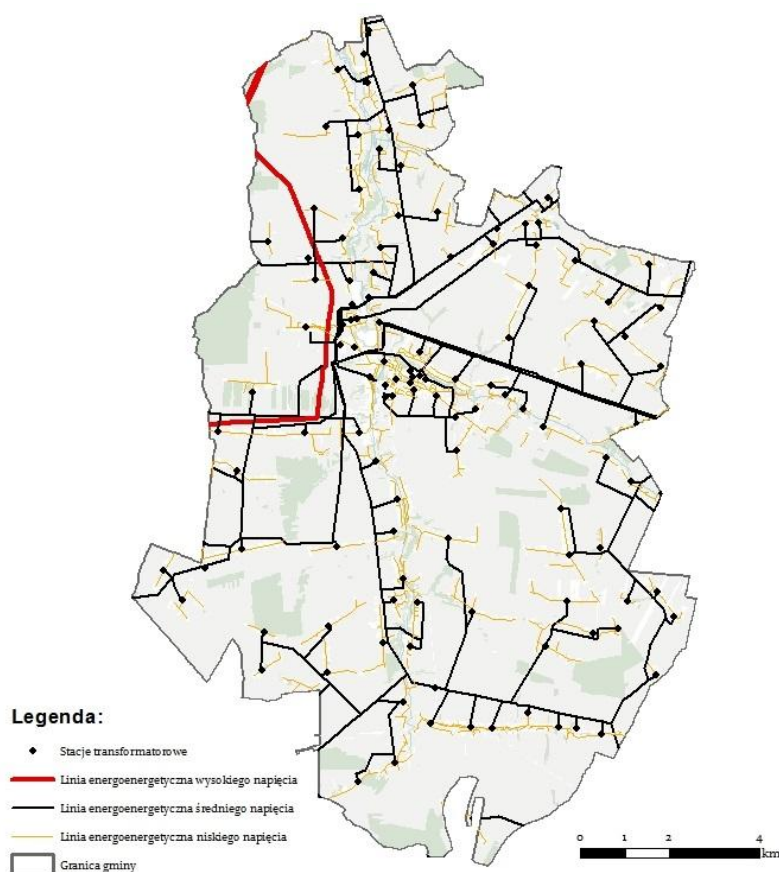 Legenda:
Stacje transformatorowe
Linia energoenergetyczna wysokiego napięcia
Linia energoenergetyczna średniego napięcia
Linia energoenergetyczna niskiego napięcia
Granica gminy
0 1 2 4
km